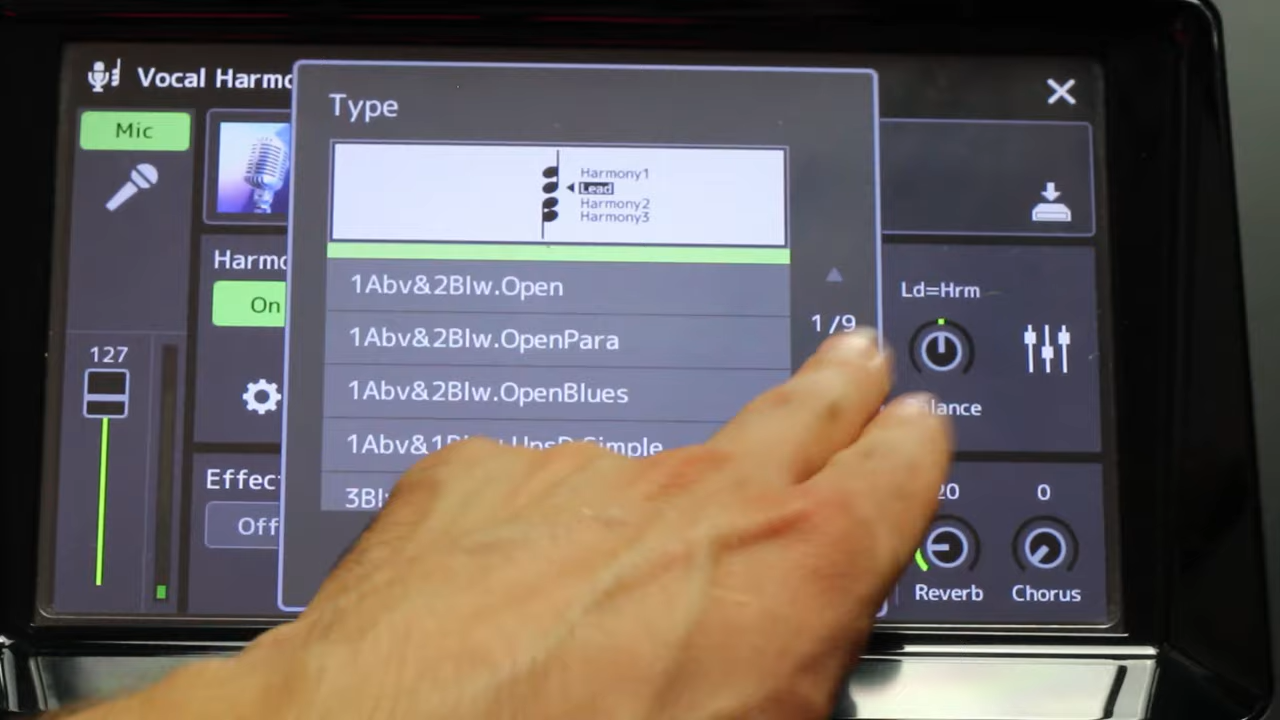 Vocal Harmo
Mic
Type
Harmony1
Lead
Harmony2
Harmony3
1Abv&2Blw.Open
1Abv&2Blw.OpenPara
1Abv&2Blw.OpenBlues
1/9
Harmo
On
127
Effec
Off
Ld=Hrm
20
0
Reverb
Chorus